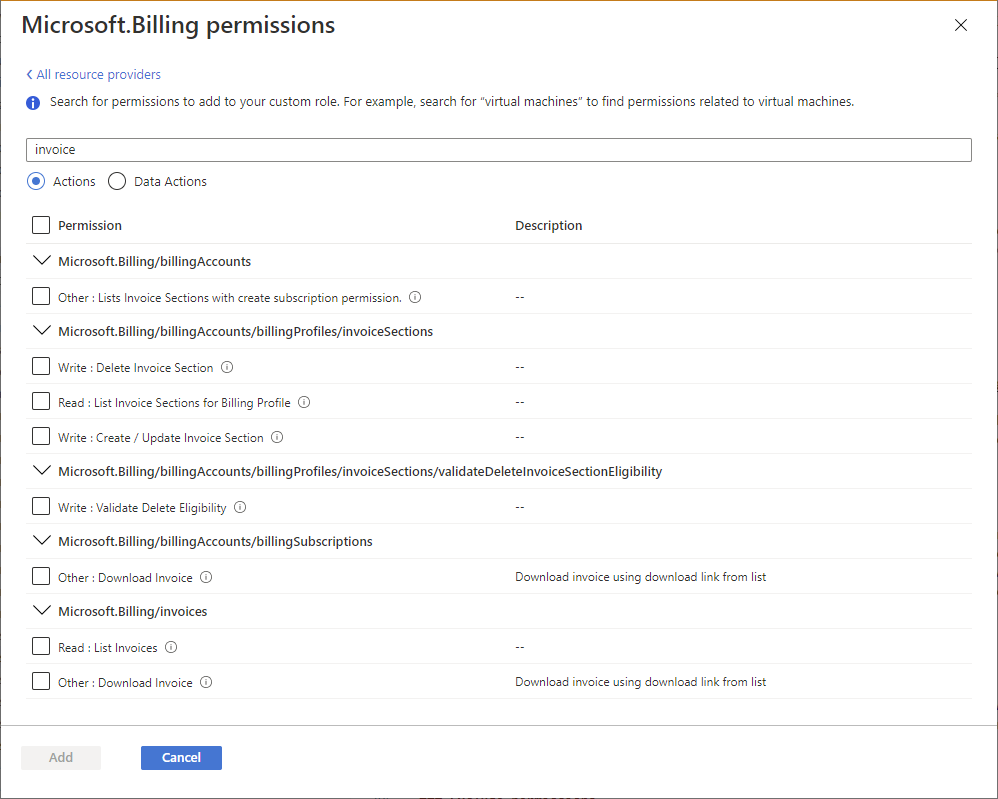 Microsoft.Billing permissions
All resource providers
Search for permissions to add to your custom role. For example, search for “virtual machines” to find permissions related to virtual machines.
invoice
Actions Data Actions
Permission Description
Microsoft.Billing/billingAccounts
Other : Lists Invoice Sections with create subscription permission. --
Microsoft.Billing/billingAccounts/billingProfiles/invoiceSections
Write : Delete Invoice Section --
Read : List Invoice Sections for Billing Profile --
Write : Create / Update Invoice Section --
Microsoft.Billing/billingAccounts/billingProfiles/invoiceSections/validateDeleteInvoiceSectionEligibility
Write : Validate Delete Eligibility --
Microsoft.Billing/billingAccounts/billingSubscriptions
Other : Download Invoice Download invoice using download link from list
Microsoft.Billing/invoices
Read : List Invoices --
Other : Download Invoice Download invoice using download link from list
Add Cancel